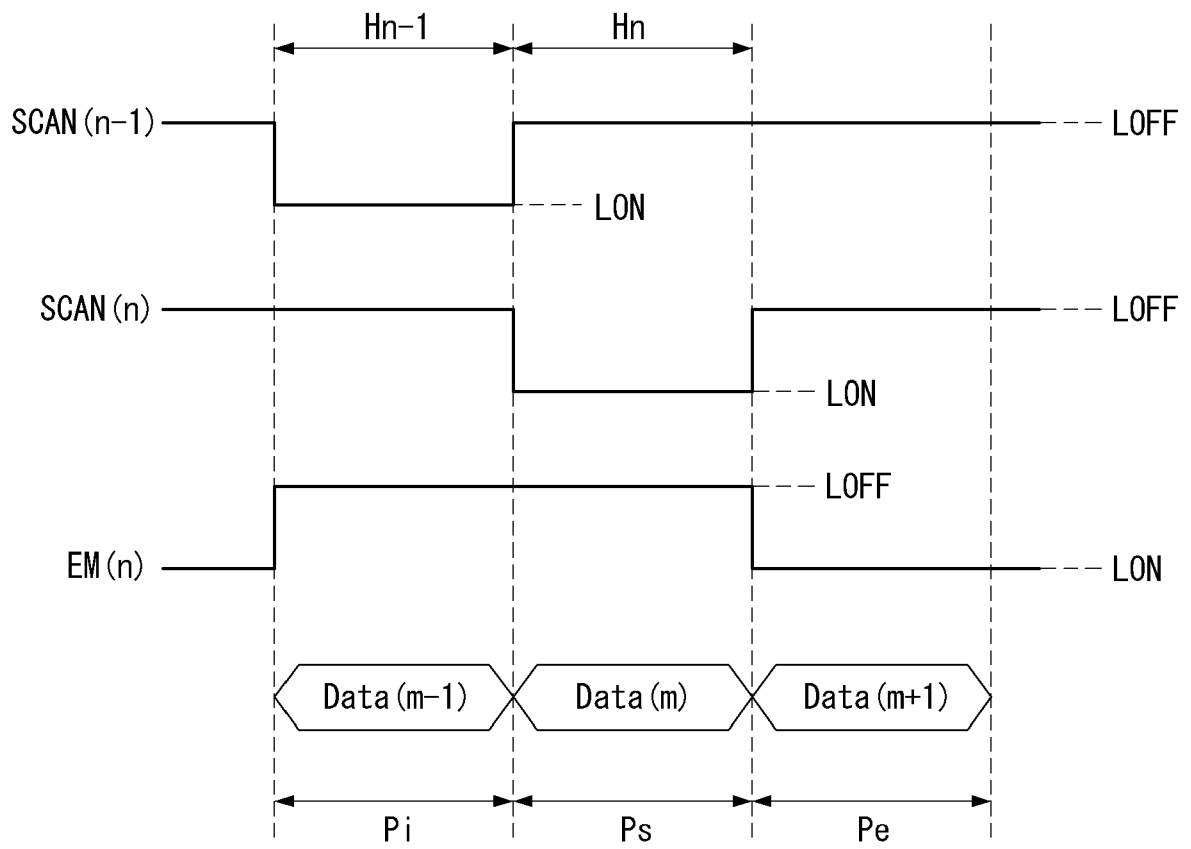 Hn-1
Hn
SCAN(n-1)
LOFF
LON
SCAN(n)
LOFF
LON
LOFF
EM(n)
LON
Data(m-1)
Data(m)
Data(m+1)
Pi
Ps
Pe